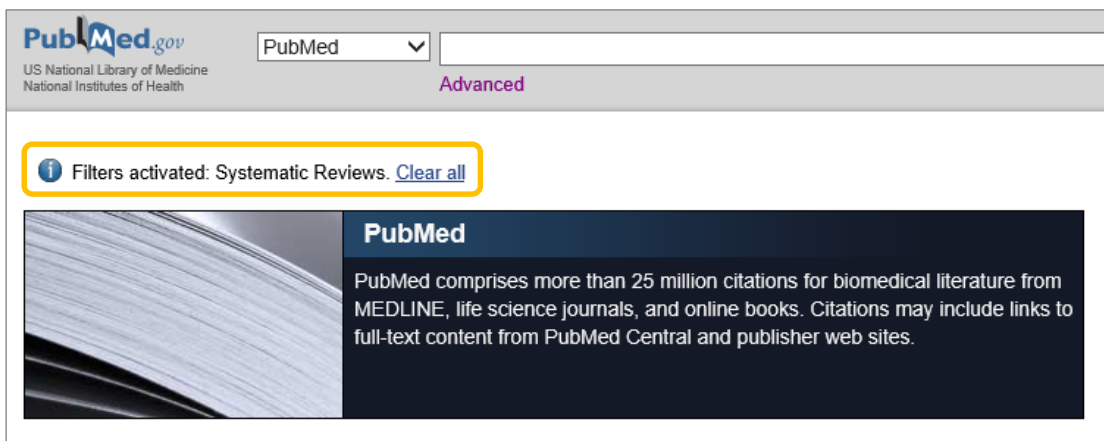 PubMed.gov
US National Library of Medicine
National Institutes of Health
PubMed
Advanced
Filters activated: Systematic Reviews. Clear all
PubMed
PubMed comprises more than 25 million citations for biomedical literature from
MEDLINE, life science journals, and online books. Citations may include links to
full-text content from PubMed Central and publisher web sites.